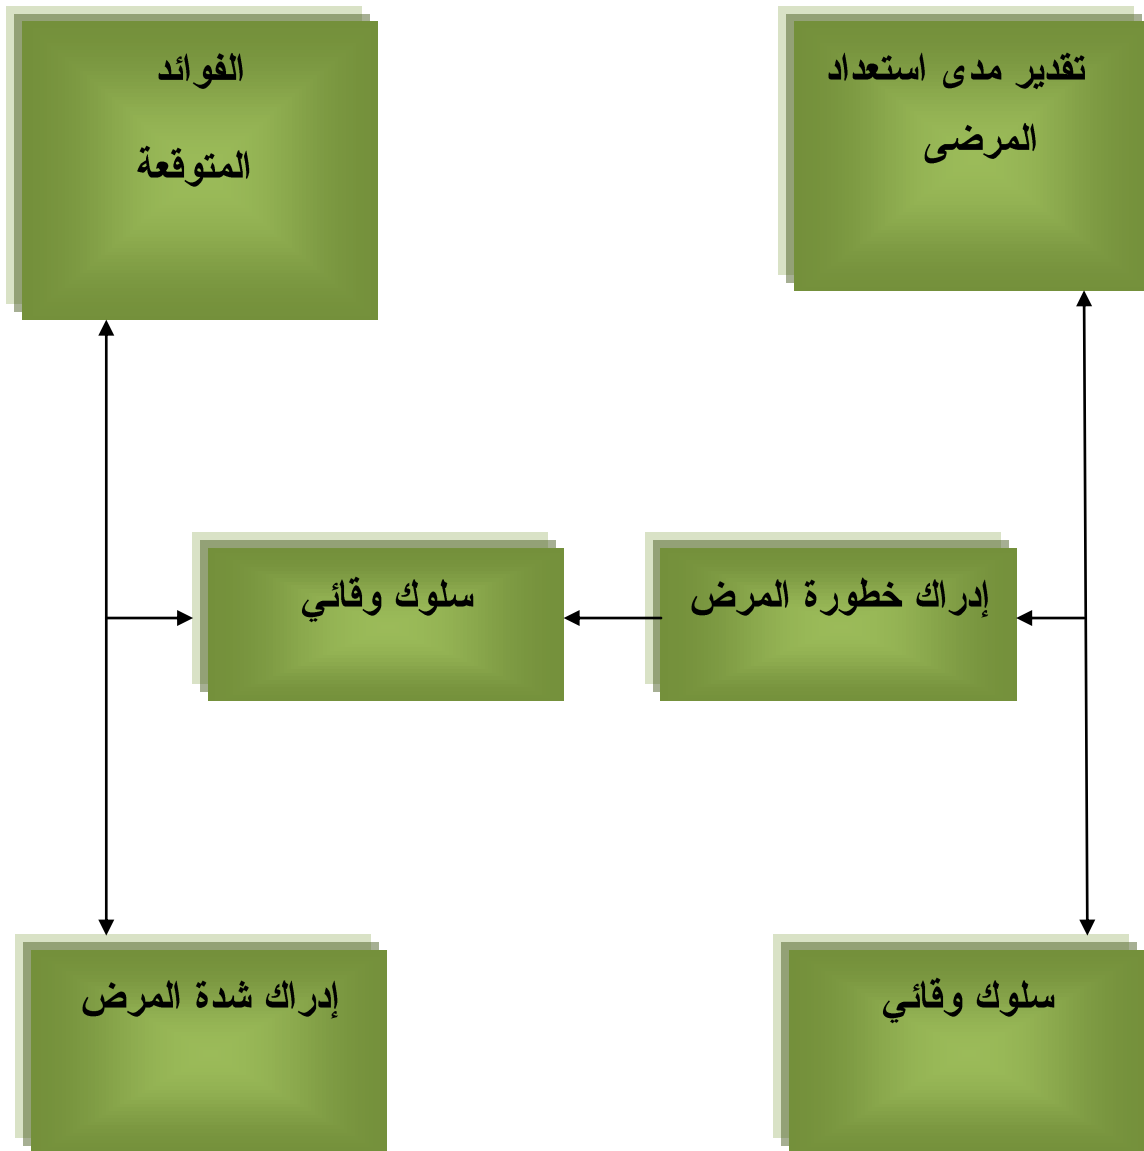 تقدير مدى استعداد
المرضى
الفوائد
المتوقعة
إدراك خطورة المرض
سلوك وقائي
سلوك وقائي
إدراك شدة المرض